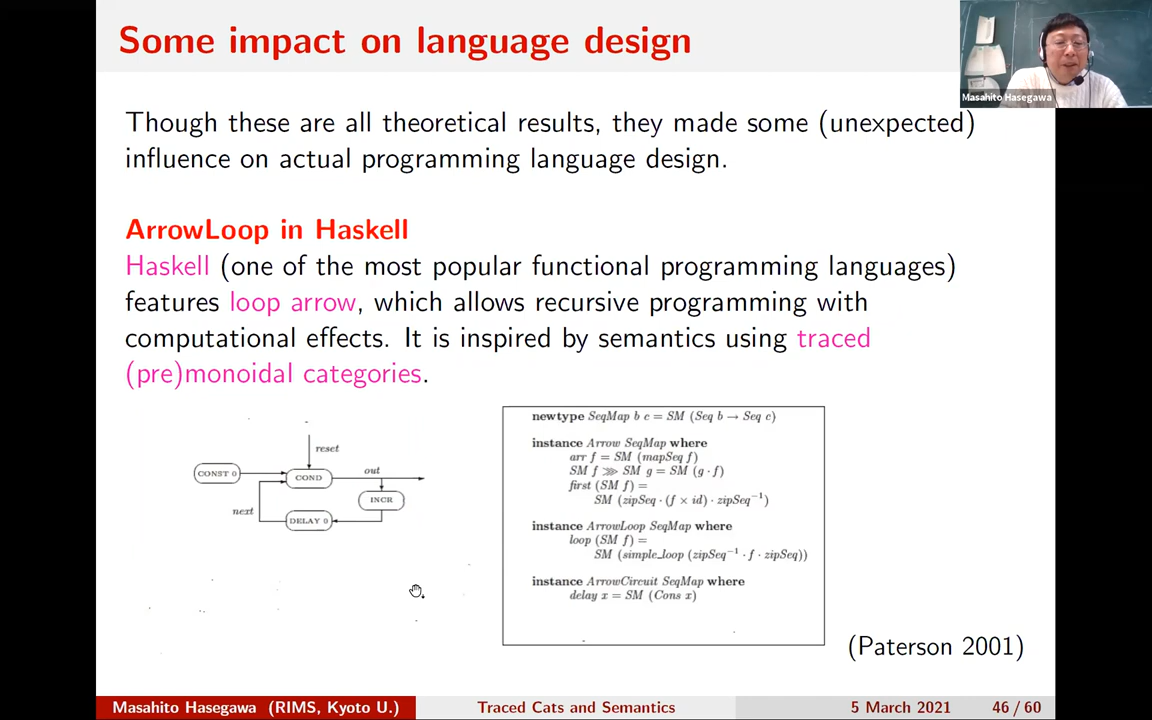 Some impact on language design
Masahito Hasegawa
Though these are all theoretical results, they made some (unexpected)
influence on actual programming language design.
ArrowLoop in Haskell
Haskell (one of the most popular functional programming languages)
features loop arrow, which allows recursive programming with
computational effects. It is inspired by semantics using traced
(pre)monoidal categories.
reset
CONST 0
COND
out
INCR
next
DELAY 0
newtype SeqMap b c = SM (Seq b → Seq c)
instance Arrow SeqMap where
arr f = SM (mapSeq f)
SM f ⋙ SM g = SM (g · f)
first (SM f) =
SM (zipSeq · (f × id) · zipSeq⁻¹)
instance ArrowLoop SeqMap where
loop (SM f) =
SM (simple_loop (zipSeq⁻¹ · f · zipSeq))
instance ArrowCircuit SeqMap where
delay x = SM (Cons x)
(Paterson 2001)
Masahito Hasegawa (RIMS, Kyoto U.)
Traced Cats and Semantics
5 March 2021
46 / 60